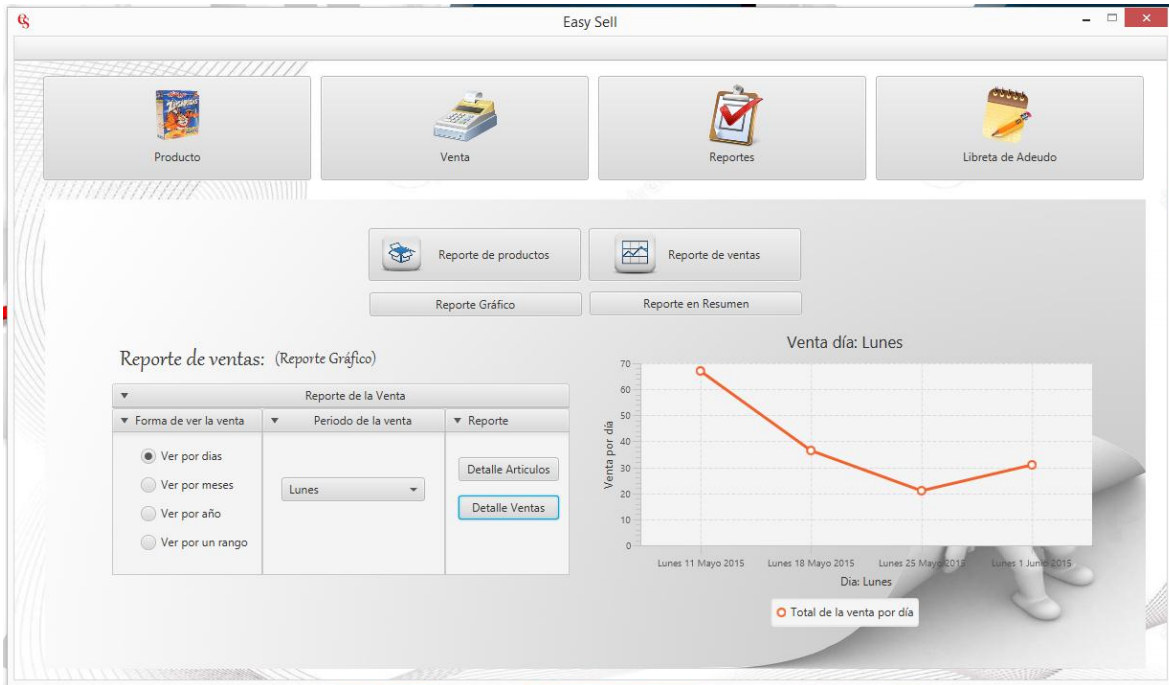 Easy Sell
Producto
Venta
Reportes
Libreta de Adeudo
Reporte de productos
Reporte de ventas
Reporte Gráfico
Reporte en Resumen
Reporte de ventas: (Reporte Gráfico)
Reporte de la Venta
Forma de ver la venta
Periodo de la venta
Reporte
Ver por dias
Ver por meses
Ver por año
Ver por un rango
Lunes
Detalle Articulos
Detalle Ventas
Venta día: Lunes
Venta por día
70
60
50
40
30
20
10
0
Lunes 11 Mayo 2015
Lunes 18 Mayo 2015
Lunes 25 Mayo 2015
Lunes 1 Junio 2015
Dia: Lunes
Total de la venta por día